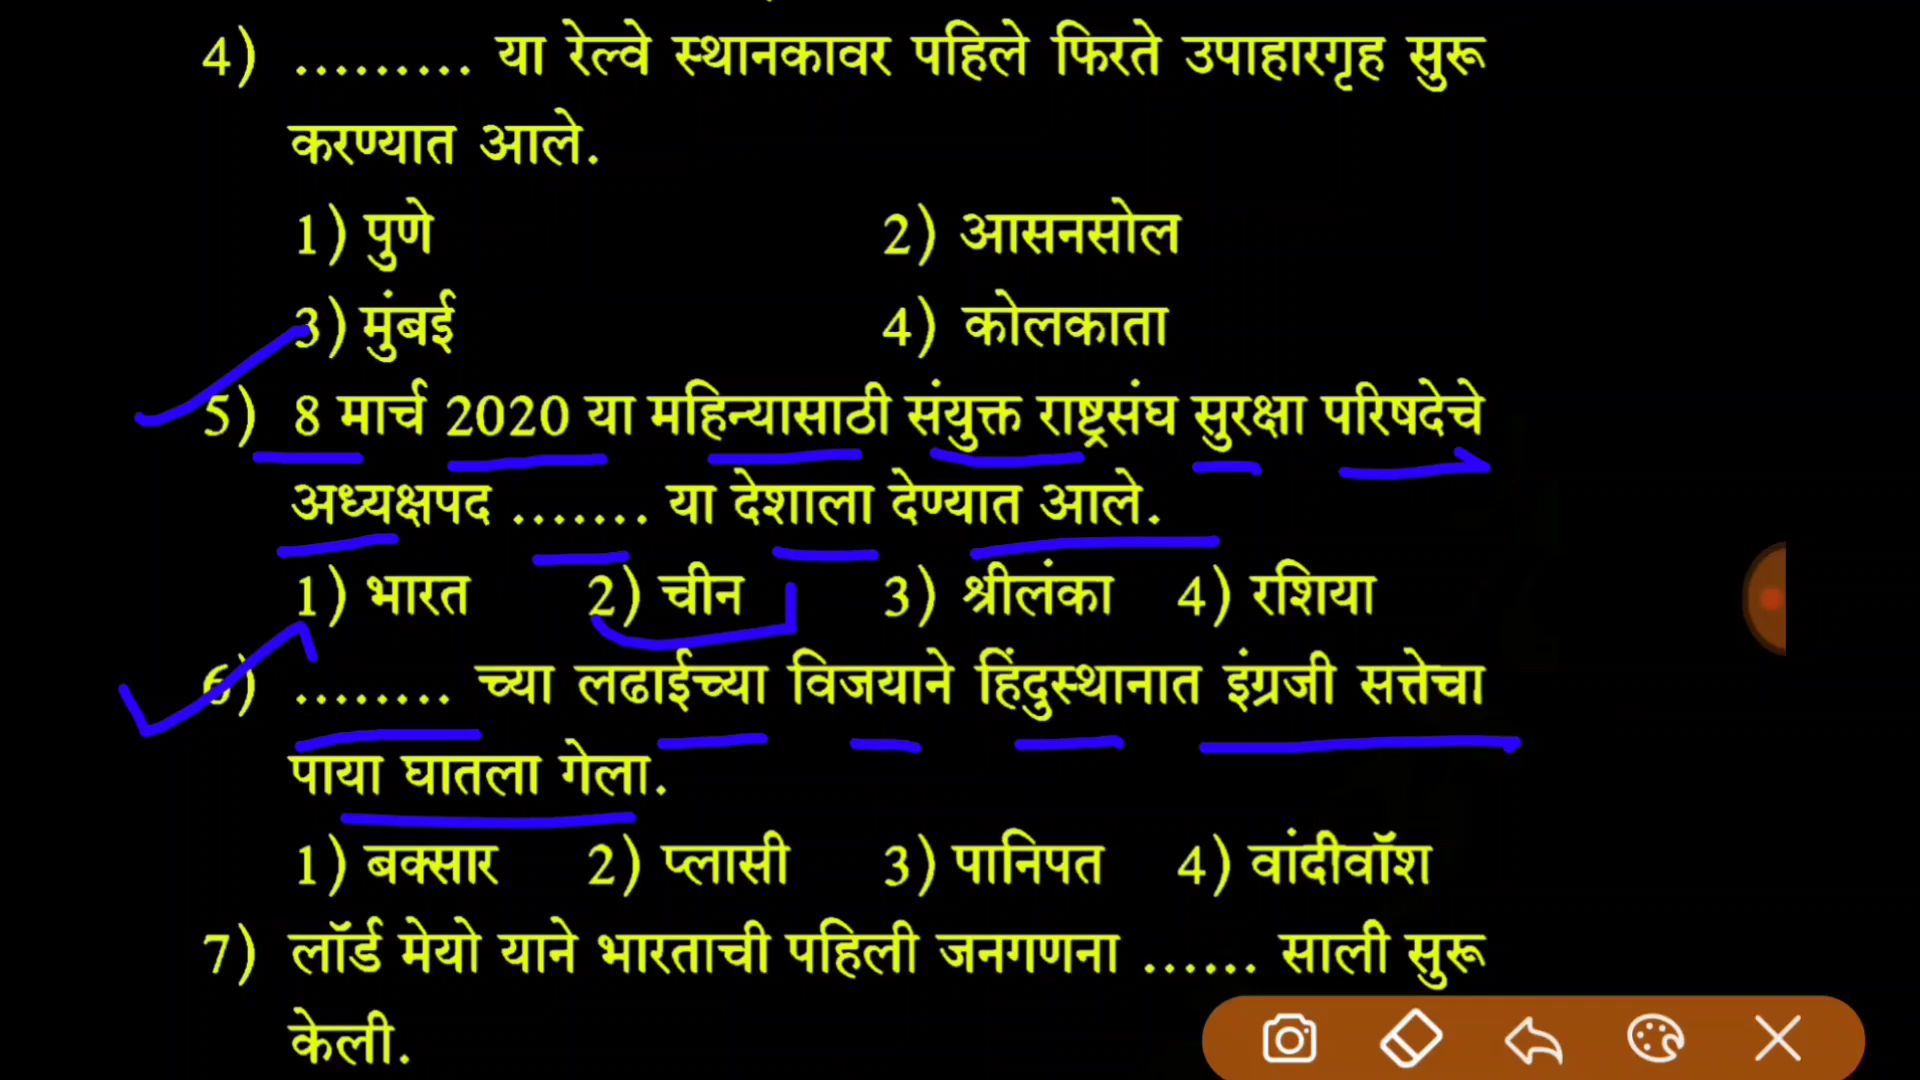 4) ......... या रेल्वे स्थानकावर पहिले फिरते उपाहारगृह सुरू
करण्यात आले.
1) पुणे 2) आसनसोल
3) मुंबई 4) कोलकाता
5) 8 मार्च 2020 या महिन्यासाठी संयुक्त राष्ट्रसंघ सुरक्षा परिषदेचे
अध्यक्षपद ....... या देशाला देण्यात आले.
1) भारत 2) चीन 3) श्रीलंका 4) रशिया
6) ........ च्या लढाईच्या विजयाने हिंदुस्थानात इंग्रजी सत्तेचा
पाया घातला गेला.
1) बक्सार 2) प्लासी 3) पानिपत 4) वांदीवॉश
7) लॉर्ड मेयो याने भारताची पहिली जनगणना ...... साली सुरू
केली.